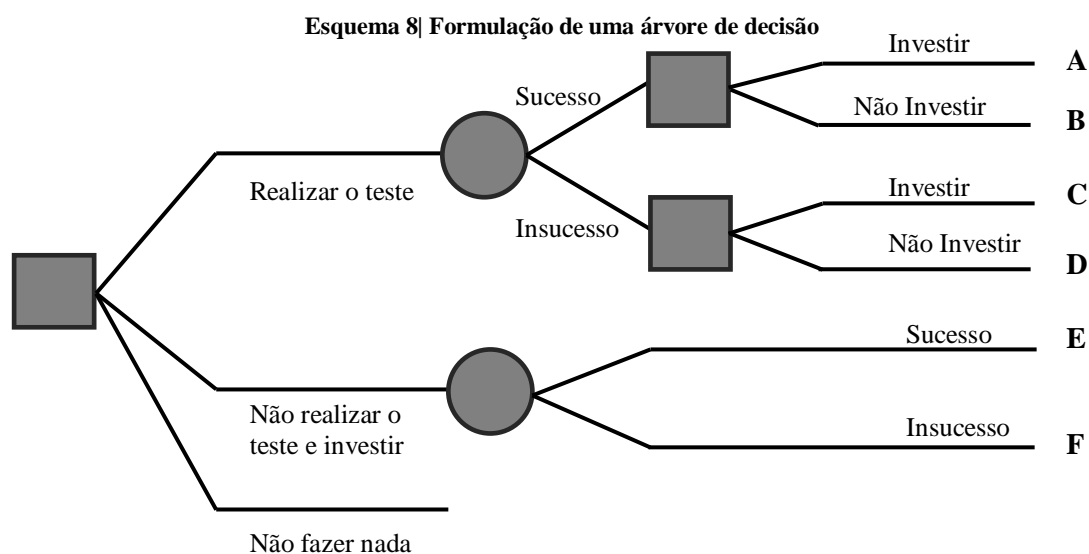 Esquema 8| Formulação de uma árvore de decisão
Investir
A
Sucesso
Não Investir
B
Realizar o teste
Investir
C
Insucesso
Não Investir
D
Sucesso
E
Não realizar o
teste e investir
Insucesso
F
Não fazer nada